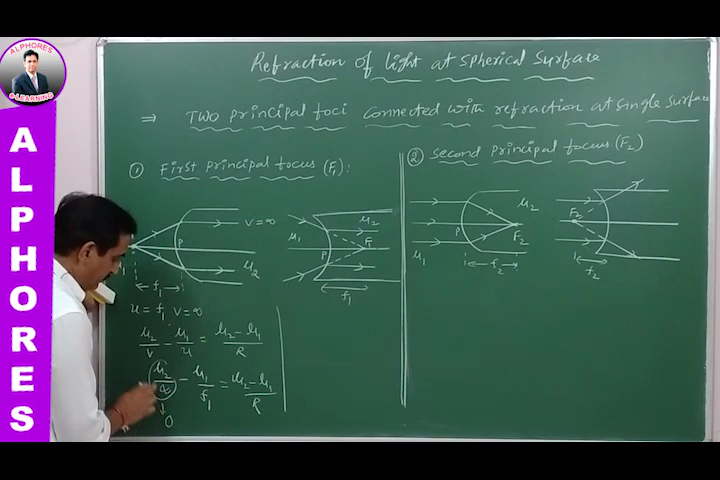 ALPHORES
e-LEARNING
ALPHORES
Refraction of light at spherical surface
⇒ TWO principal foci connected with refraction at single surface
① First principal focus (F₁):
② second principal focus (F₂)
v = ∞
P
μ₂
f₁
μ₁
μ₂
P
F₁
f₁
μ₂
P
F₂
μ₁
f₂
F₂
f₂
u = f₁ v = ∞
μ₂/v - μ₁/u = μ₂-μ₁/R
μ₂/∞ - μ₁/f₁ = μ₂-μ₁/R
0